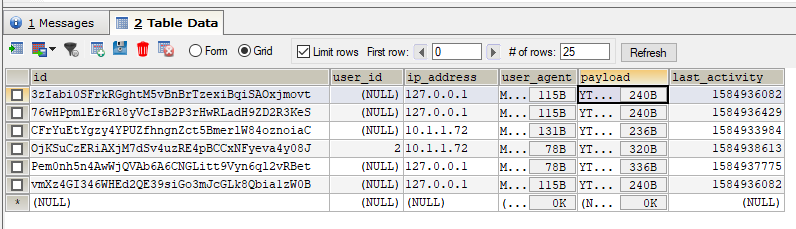 1 Messages 2 Table Data
Form Grid Limit rows First row: 0 # of rows: 25 Refresh
id user_id ip_address user_agent payload last_activity
3zIabi0SFrkRGghtM5vBnBrTzexiBqiSAOxjmovt (NULL) 127.0.0.1 M... 115B YT... 240B 1584936082
76wHPpmlEr6Rl8yVcIsB2P3rHwRLadH9ZD2R3KeS (NULL) 127.0.0.1 M... 115B YT... 240B 1584936429
CFrYuEtYgzy4YPUZfhngnZct5Bmer1W84oznoiaC (NULL) 10.1.1.72 M... 131B YT... 236B 1584933984
OjKSuCzERiAXjM7dSv4uzRE4pBCCxNFyeva4y08J 2 10.1.1.72 M... 78B YT... 320B 1584938613
Pem0nh5n4AwWjQVAb6A6CNGLitt9Vyn6ql2vRBet (NULL) 127.0.0.1 M... 78B YT... 336B 1584937775
vmXz4GI346WHEd2QE39siGo3mJcGLk8QbialzW0B (NULL) 127.0.0.1 M... 115B YT... 240B 1584936082
* (NULL) (NULL) (NULL) (... 0K (N... 0K (NULL)